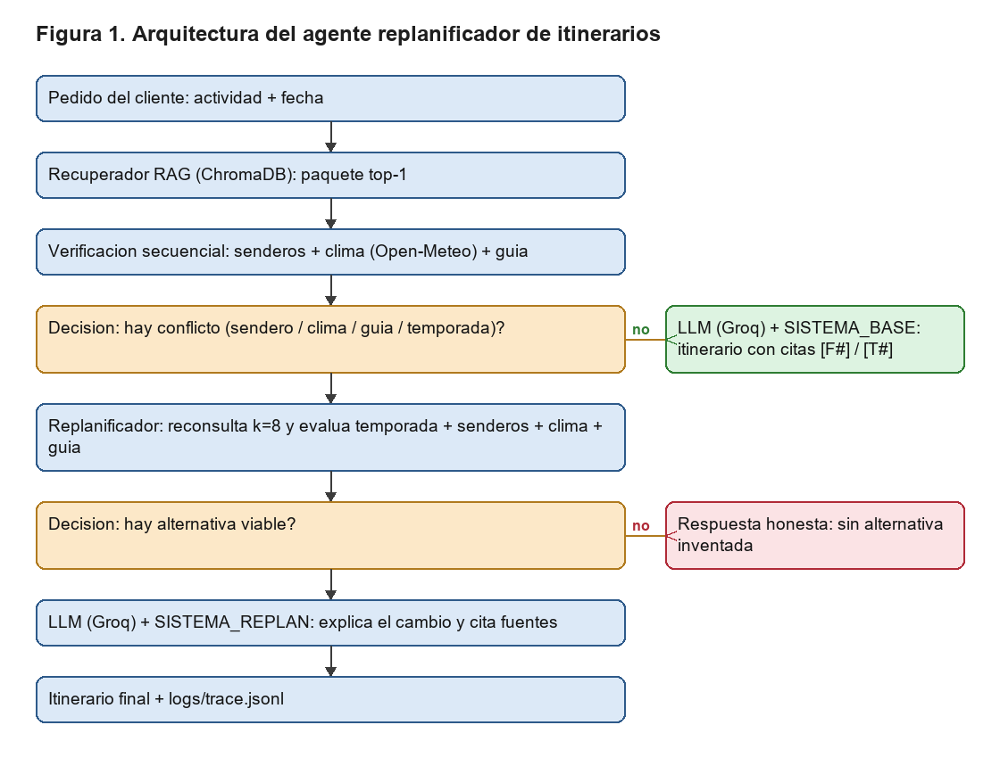 Figura 1. Arquitectura del agente replanificador de itinerarios
Pedido del cliente: actividad + fecha
Recuperador RAG (ChromaDB): paquete top-1
Verificacion secuencial: senderos + clima (Open-Meteo) + guia
Decision: hay conflicto (sendero / clima / guia / temporada)?
no
LLM (Groq) + SISTEMA_BASE:
itinerario con citas [F#] / [T#]
Replanificador: reconsulta k=8 y evalua temporada + senderos + clima +
guia
Decision: hay alternativa viable?
no
Respuesta honesta: sin alternativa
inventada
LLM (Groq) + SISTEMA_REPLAN: explica el cambio y cita fuentes
Itinerario final + logs/trace.jsonl